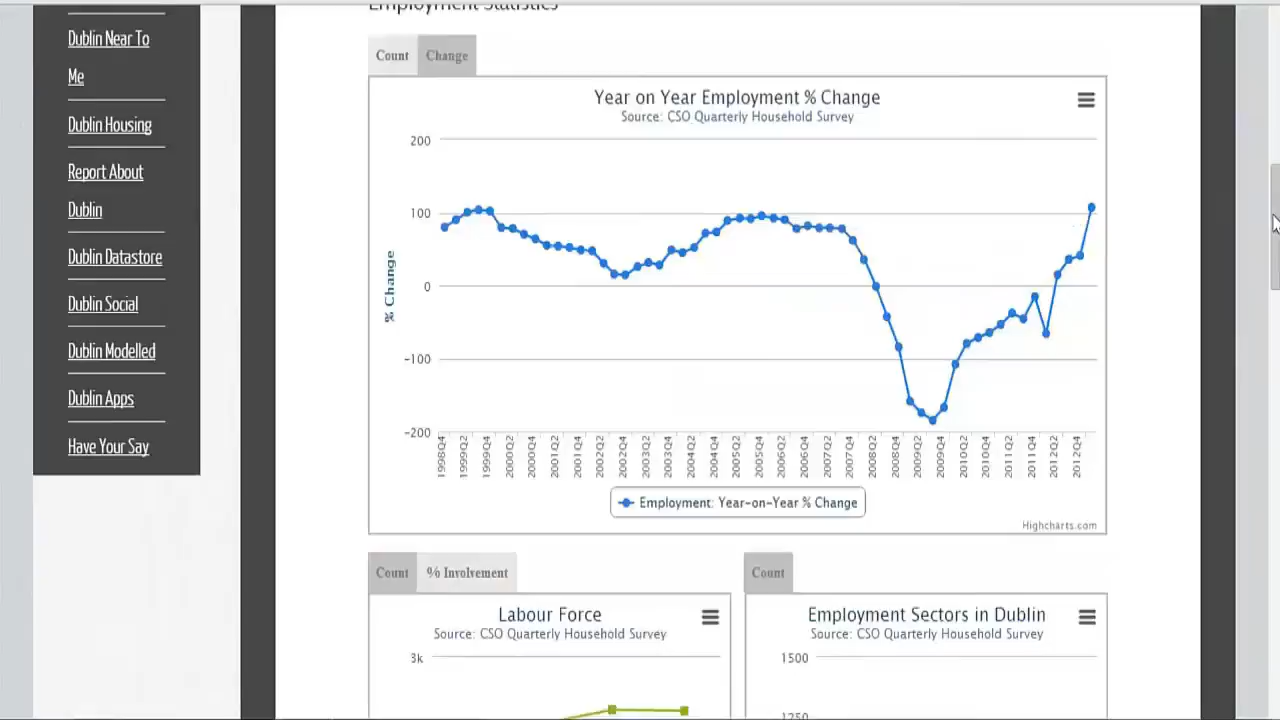 Employment Statistics
Dublin Near To
Me
Dublin Housing
Report About
Dublin
Dublin Datastore
Dublin Social
Dublin Modelled
Dublin Apps
Have Your Say
Count Change
Year on Year Employment % Change
Source: CSO Quarterly Household Survey
% Change
200
100
0
-100
-200
1998Q4 1999Q2 1999Q4 2000Q2 2000Q4 2001Q2 2001Q4 2002Q2 2002Q4 2003Q2 2003Q4 2004Q2 2004Q4 2005Q2 2005Q4 2006Q2 2006Q4 2007Q2 2007Q4 2008Q2 2008Q4 2009Q2 2009Q4 2010Q2 2010Q4 2011Q2 2011Q4 2012Q2 2012Q4
Employment: Year-on-Year % Change
Highcharts.com
Count % Involvement
Labour Force
Source: CSO Quarterly Household Survey
3k
Count
Employment Sectors in Dublin
Source: CSO Quarterly Household Survey
1500
1250